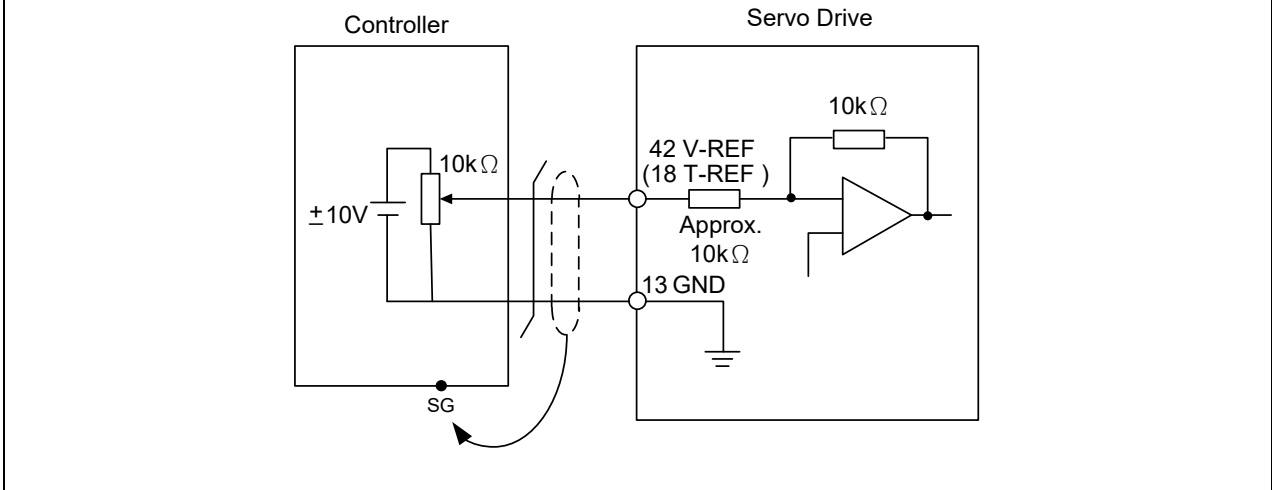 Controller
Servo Drive
10kΩ
42 V-REF
(18 T-REF )
10kΩ
±10V
Approx.
10kΩ
13 GND
SG